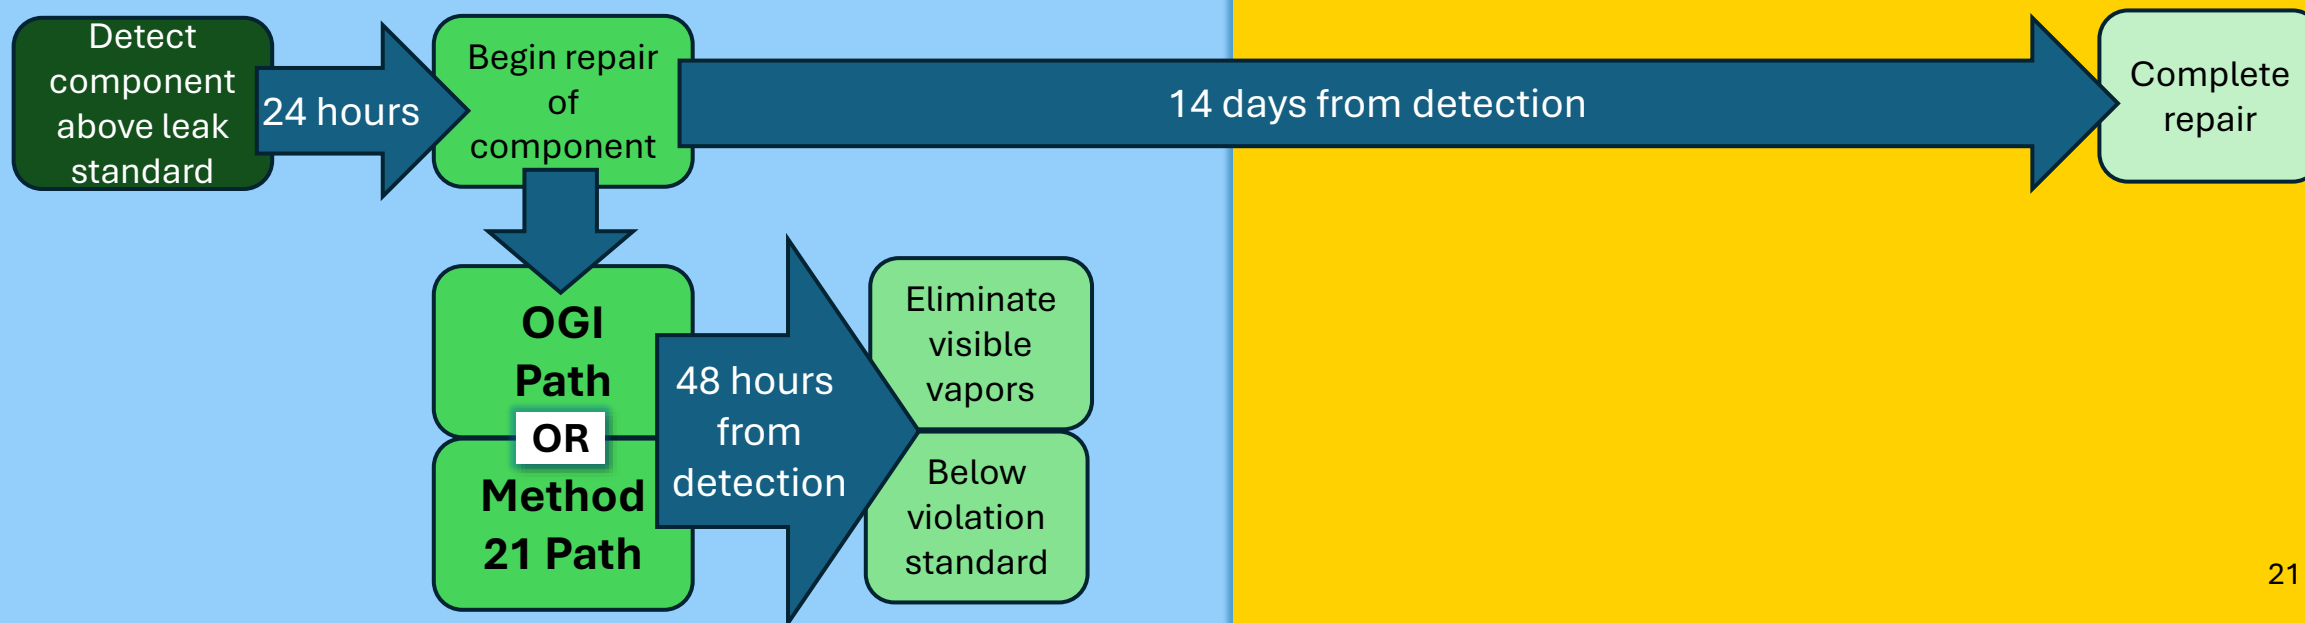 Detect
component
above leak
standard
24 hours
Begin repair
of
component
14 days from detection
Complete
repair
OGI
Path
OR
Method
21 Path
48 hours
from
detection
Eliminate
visible
vapors
Below
violation
standard
21